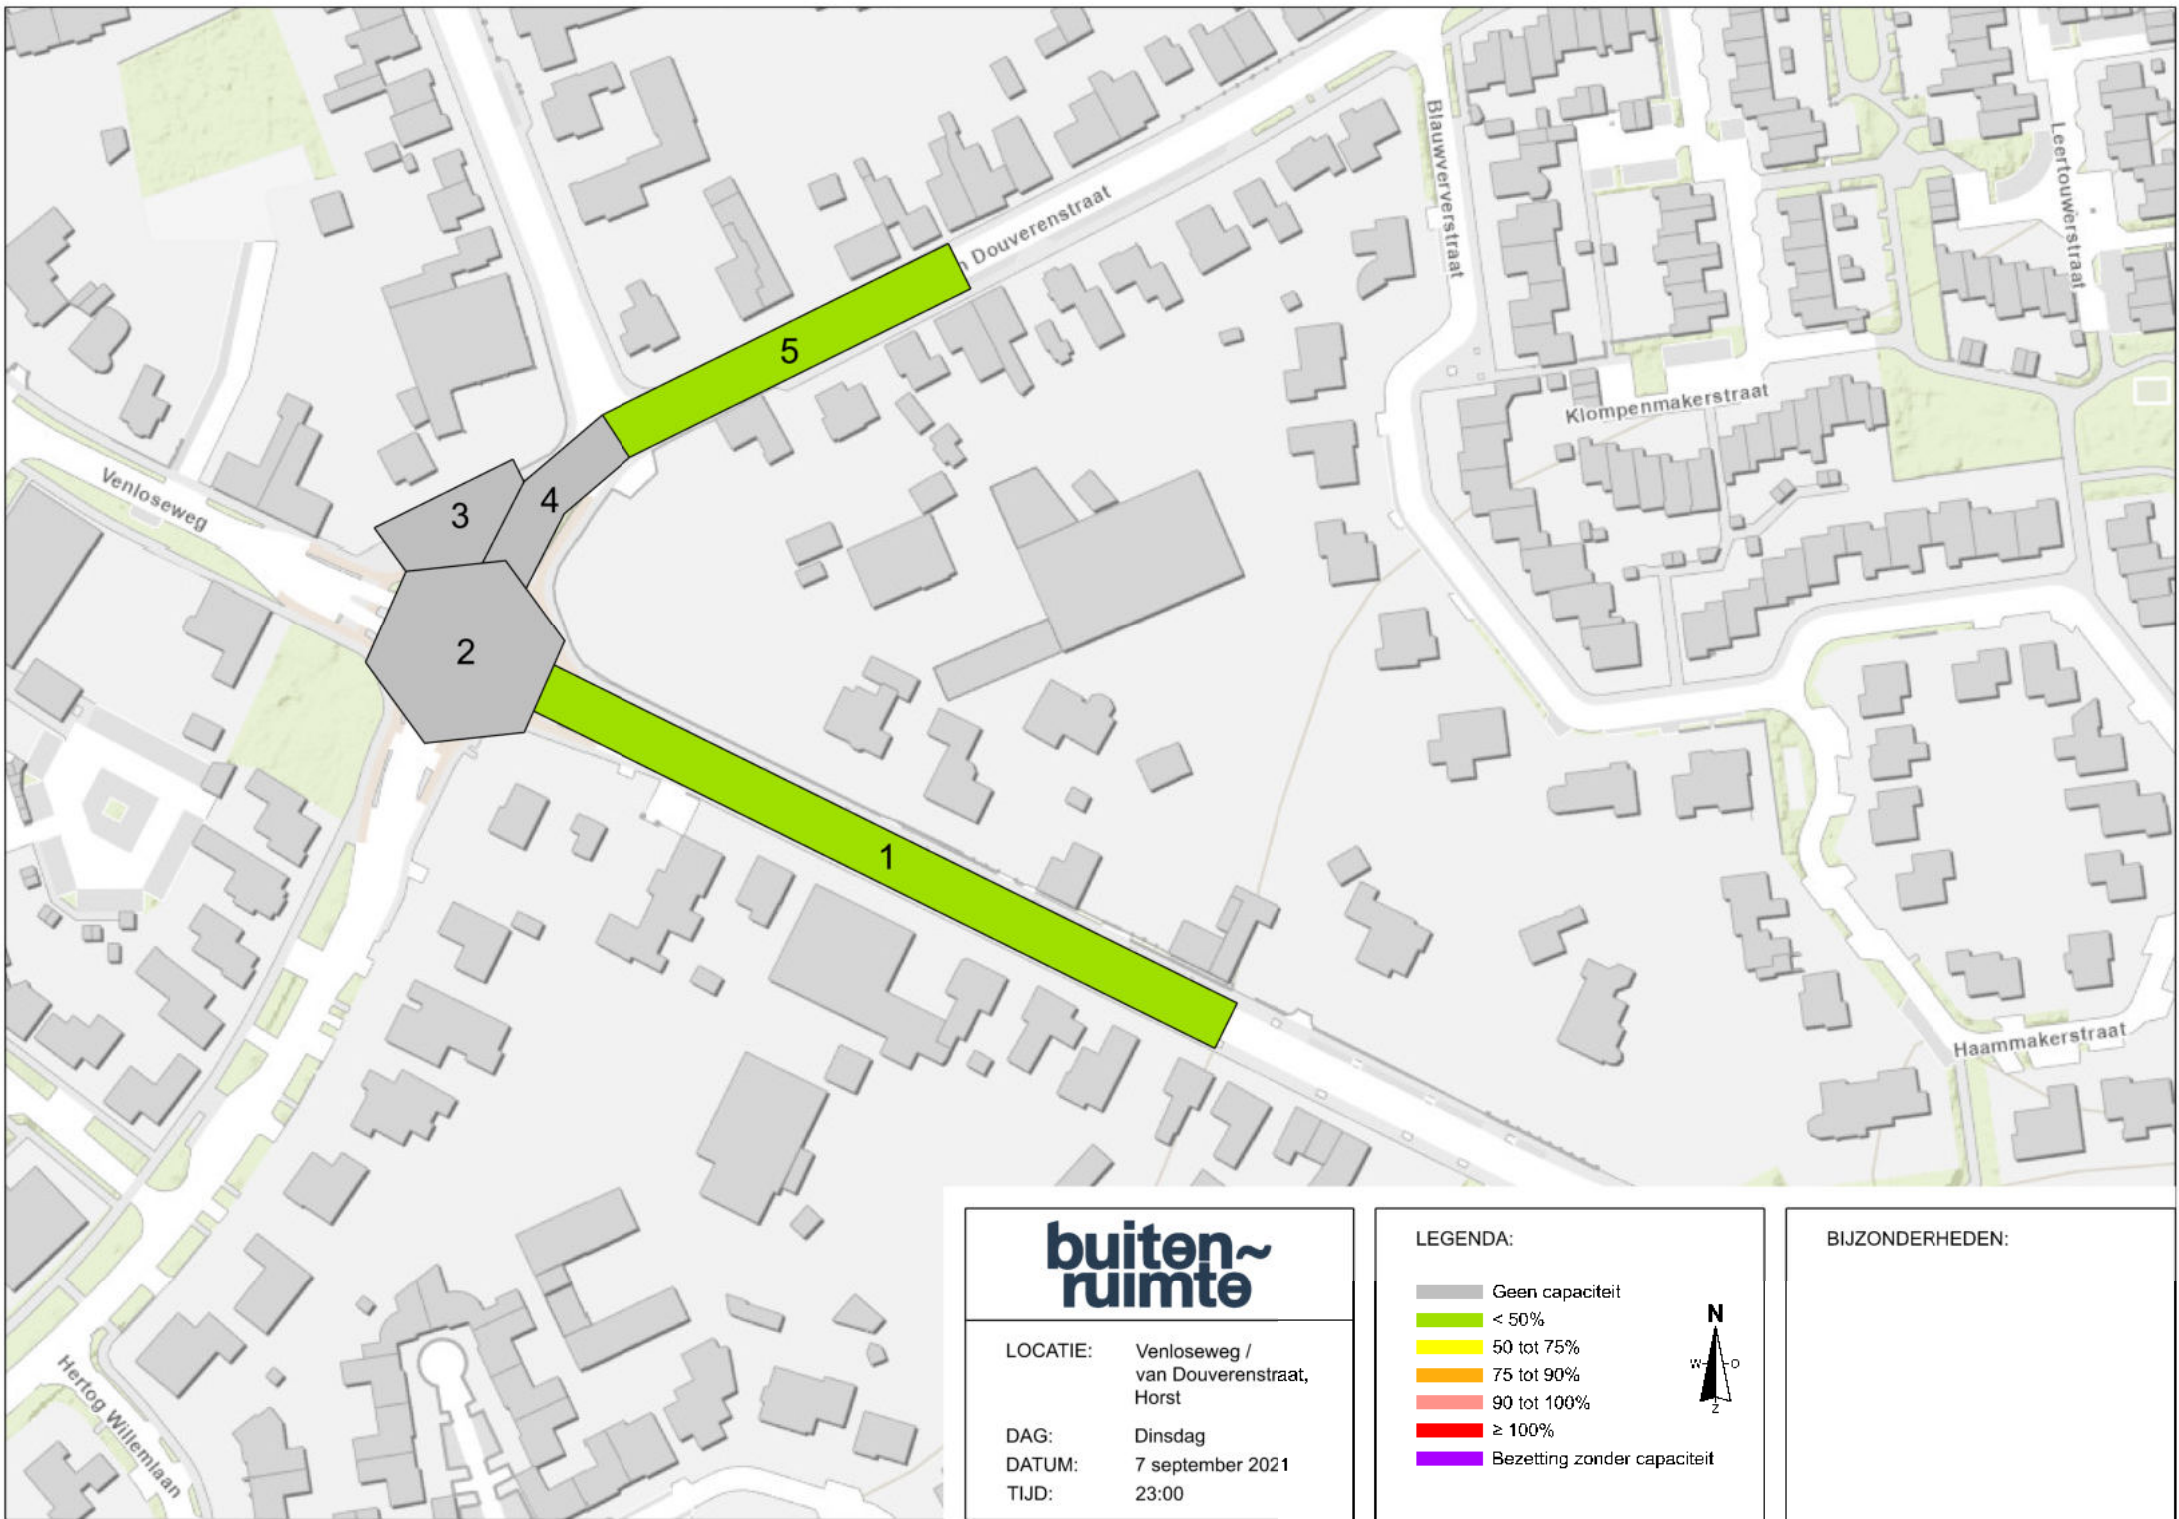 Blauwververstraat
Leertouwerstraat
n Douverenstraat
5
Klompenmakerstraat
Venloseweg
3
4
2
1
Haammakerstraat
Hertog Willemlaan
buiten~
ruimte
LOCATIE: Venloseweg /
van Douverenstraat,
Horst
DAG: Dinsdag
DATUM: 7 september 2021
TIJD: 23:00
LEGENDA:
Geen capaciteit
< 50%
50 tot 75%
75 tot 90%
90 tot 100%
≥ 100%
Bezetting zonder capaciteit
N
W O
Z
BIJZONDERHEDEN: